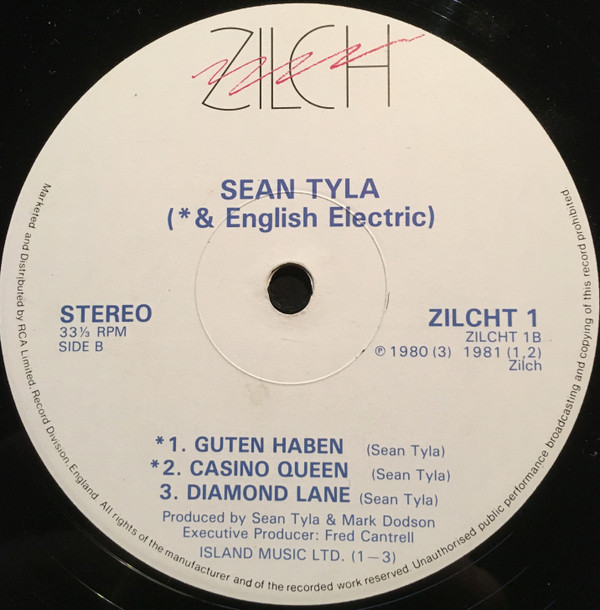 ZILCH
SEAN TYLA
(* & English Electric)
STEREO
33⅓ RPM
SIDE B
ZILCHT 1
ZILCHT 1B
℗ 1980 (3) 1981 (1,2)
Zilch
*1. GUTEN HABEN (Sean Tyla)
*2. CASINO QUEEN (Sean Tyla)
3. DIAMOND LANE (Sean Tyla)
Produced by Sean Tyla & Mark Dodson
Executive Producer: Fred Cantrell
ISLAND MUSIC LTD. (1—3)
Marketed and Distributed by RCA Limited. Record Division, England. All rights of the manufacturer and of the recorded work reserved. Unauthorised public performance broadcasting and copying of this record prohibited